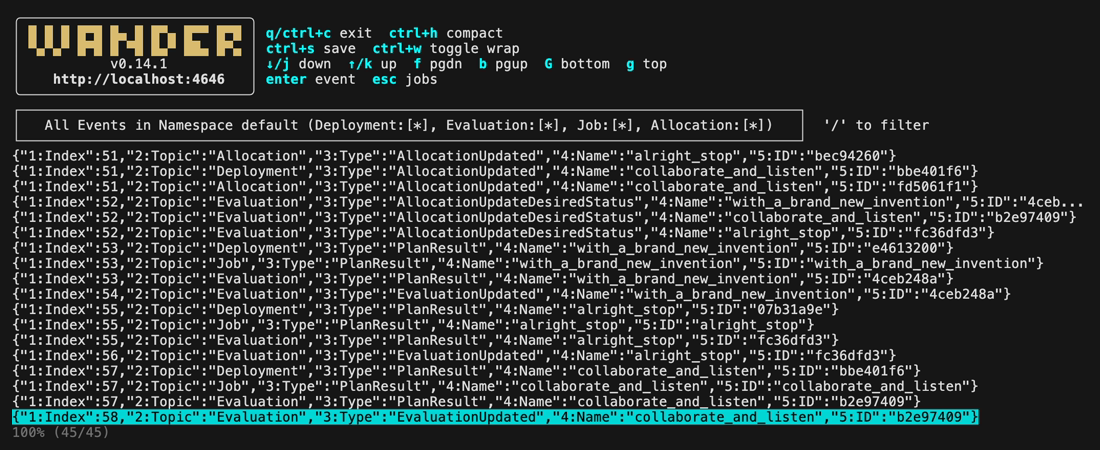 WANDER
v0.14.1
http://localhost:4646
q/ctrl+c exit  ctrl+h compact
ctrl+s save  ctrl+w toggle wrap
↓/j down  ↑/k up  f pgdn  b pgup  G bottom  g top
enter event  esc jobs
All Events in Namespace default (Deployment:[*], Evaluation:[*], Job:[*], Allocation:[*])  '/' to filter
{"1:Index":51,"2:Topic":"Allocation","3:Type":"AllocationUpdated","4:Name":"alright_stop","5:ID":"bec94260"}
{"1:Index":51,"2:Topic":"Deployment","3:Type":"AllocationUpdated","4:Name":"collaborate_and_listen","5:ID":"bbe401f6"}
{"1:Index":51,"2:Topic":"Allocation","3:Type":"AllocationUpdated","4:Name":"collaborate_and_listen","5:ID":"fd5061f1"}
{"1:Index":52,"2:Topic":"Evaluation","3:Type":"AllocationUpdateDesiredStatus","4:Name":"with_a_brand_new_invention","5:ID":"4ceb...
{"1:Index":52,"2:Topic":"Evaluation","3:Type":"AllocationUpdateDesiredStatus","4:Name":"collaborate_and_listen","5:ID":"b2e97409"}
{"1:Index":52,"2:Topic":"Evaluation","3:Type":"AllocationUpdateDesiredStatus","4:Name":"alright_stop","5:ID":"fc36dfd3"}
{"1:Index":53,"2:Topic":"Deployment","3:Type":"PlanResult","4:Name":"with_a_brand_new_invention","5:ID":"e4613200"}
{"1:Index":53,"2:Topic":"Job","3:Type":"PlanResult","4:Name":"with_a_brand_new_invention","5:ID":"with_a_brand_new_invention"}
{"1:Index":53,"2:Topic":"Evaluation","3:Type":"PlanResult","4:Name":"with_a_brand_new_invention","5:ID":"4ceb248a"}
{"1:Index":54,"2:Topic":"Evaluation","3:Type":"EvaluationUpdated","4:Name":"with_a_brand_new_invention","5:ID":"4ceb248a"}
{"1:Index":55,"2:Topic":"Deployment","3:Type":"PlanResult","4:Name":"alright_stop","5:ID":"07b31a9e"}
{"1:Index":55,"2:Topic":"Job","3:Type":"PlanResult","4:Name":"alright_stop","5:ID":"alright_stop"}
{"1:Index":55,"2:Topic":"Evaluation","3:Type":"PlanResult","4:Name":"alright_stop","5:ID":"fc36dfd3"}
{"1:Index":56,"2:Topic":"Evaluation","3:Type":"EvaluationUpdated","4:Name":"alright_stop","5:ID":"fc36dfd3"}
{"1:Index":57,"2:Topic":"Deployment","3:Type":"PlanResult","4:Name":"collaborate_and_listen","5:ID":"bbe401f6"}
{"1:Index":57,"2:Topic":"Job","3:Type":"PlanResult","4:Name":"collaborate_and_listen","5:ID":"collaborate_and_listen"}
{"1:Index":57,"2:Topic":"Evaluation","3:Type":"PlanResult","4:Name":"collaborate_and_listen","5:ID":"b2e97409"}
{"1:Index":58,"2:Topic":"Evaluation","3:Type":"EvaluationUpdated","4:Name":"collaborate_and_listen","5:ID":"b2e97409"}
100% (45/45)